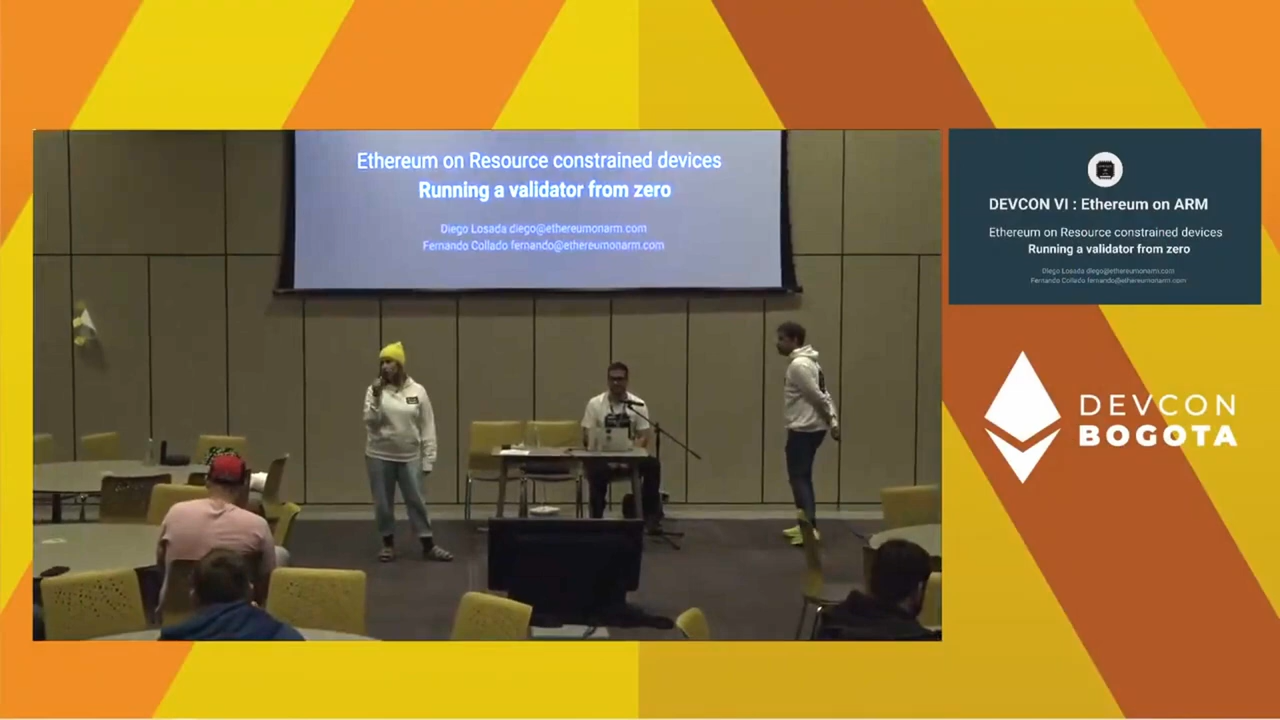 Ethereum on Resource constrained devices
Running a validator from zero
Diego Losada diego@ethereumonarm.com
Fernando Collado fernando@ethereumonarm.com
DEVCON VI : Ethereum on ARM
Ethereum on Resource constrained devices
Running a validator from zero
Diego Losada diego@ethereumonarm.com
Fernando Collado fernando@ethereumonarm.com
DEVCON
BOGOTA